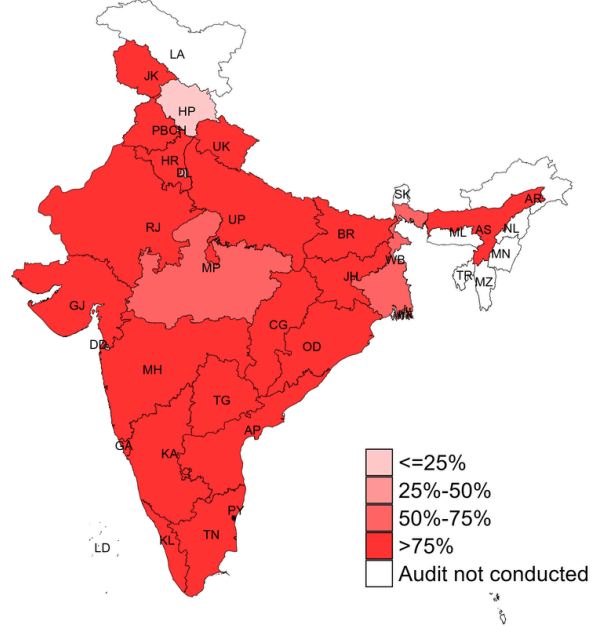 LA
JK
HP
PBCH
UK
HR
DL
SK
AR
RJ
UP
BR
ML
AS
NL
MN
MP
WB
JH
TR
MZ
GJ
CG
DD
OD
MH
TG
AP
GA
KA
PY
LD
KL
TN
<=25%
25%-50%
50%-75%
>75%
Audit not conducted